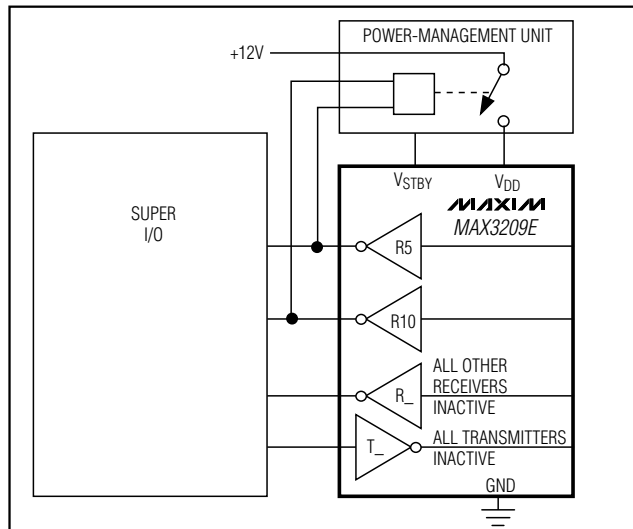 POWER-MANAGEMENT UNIT
+12V
VSTBY
VDD
MAXIM
MAX3209E
SUPER
I/O
R5
R10
R_
ALL OTHER
RECEIVERS
INACTIVE
T_
ALL TRANSMITTERS
INACTIVE
GND